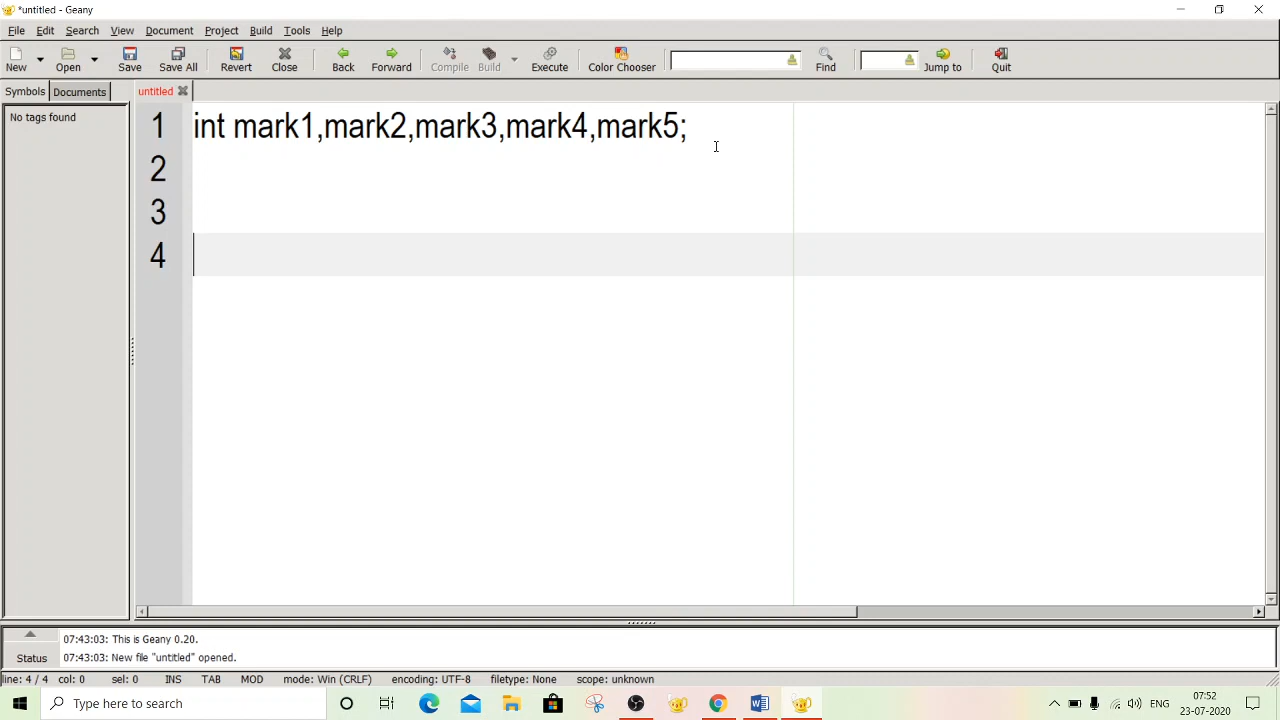 *untitled - Geany
File Edit Search View Document Project Build Tools Help
New Open Save Save All Revert Close Back Forward Compile Build Execute Color Chooser Find Jump to Quit
Symbols Documents untitled
No tags found
1 int mark1,mark2,mark3,mark4,mark5;
2
3
4
07:43:03: This is Geany 0.20.
Status 07:43:03: New file "untitled" opened.
line: 4 / 4 col: 0 sel: 0 INS TAB MOD mode: Win (CRLF) encoding: UTF-8 filetype: None scope: unknown
Type here to search ENG 07:52
23-07-2020